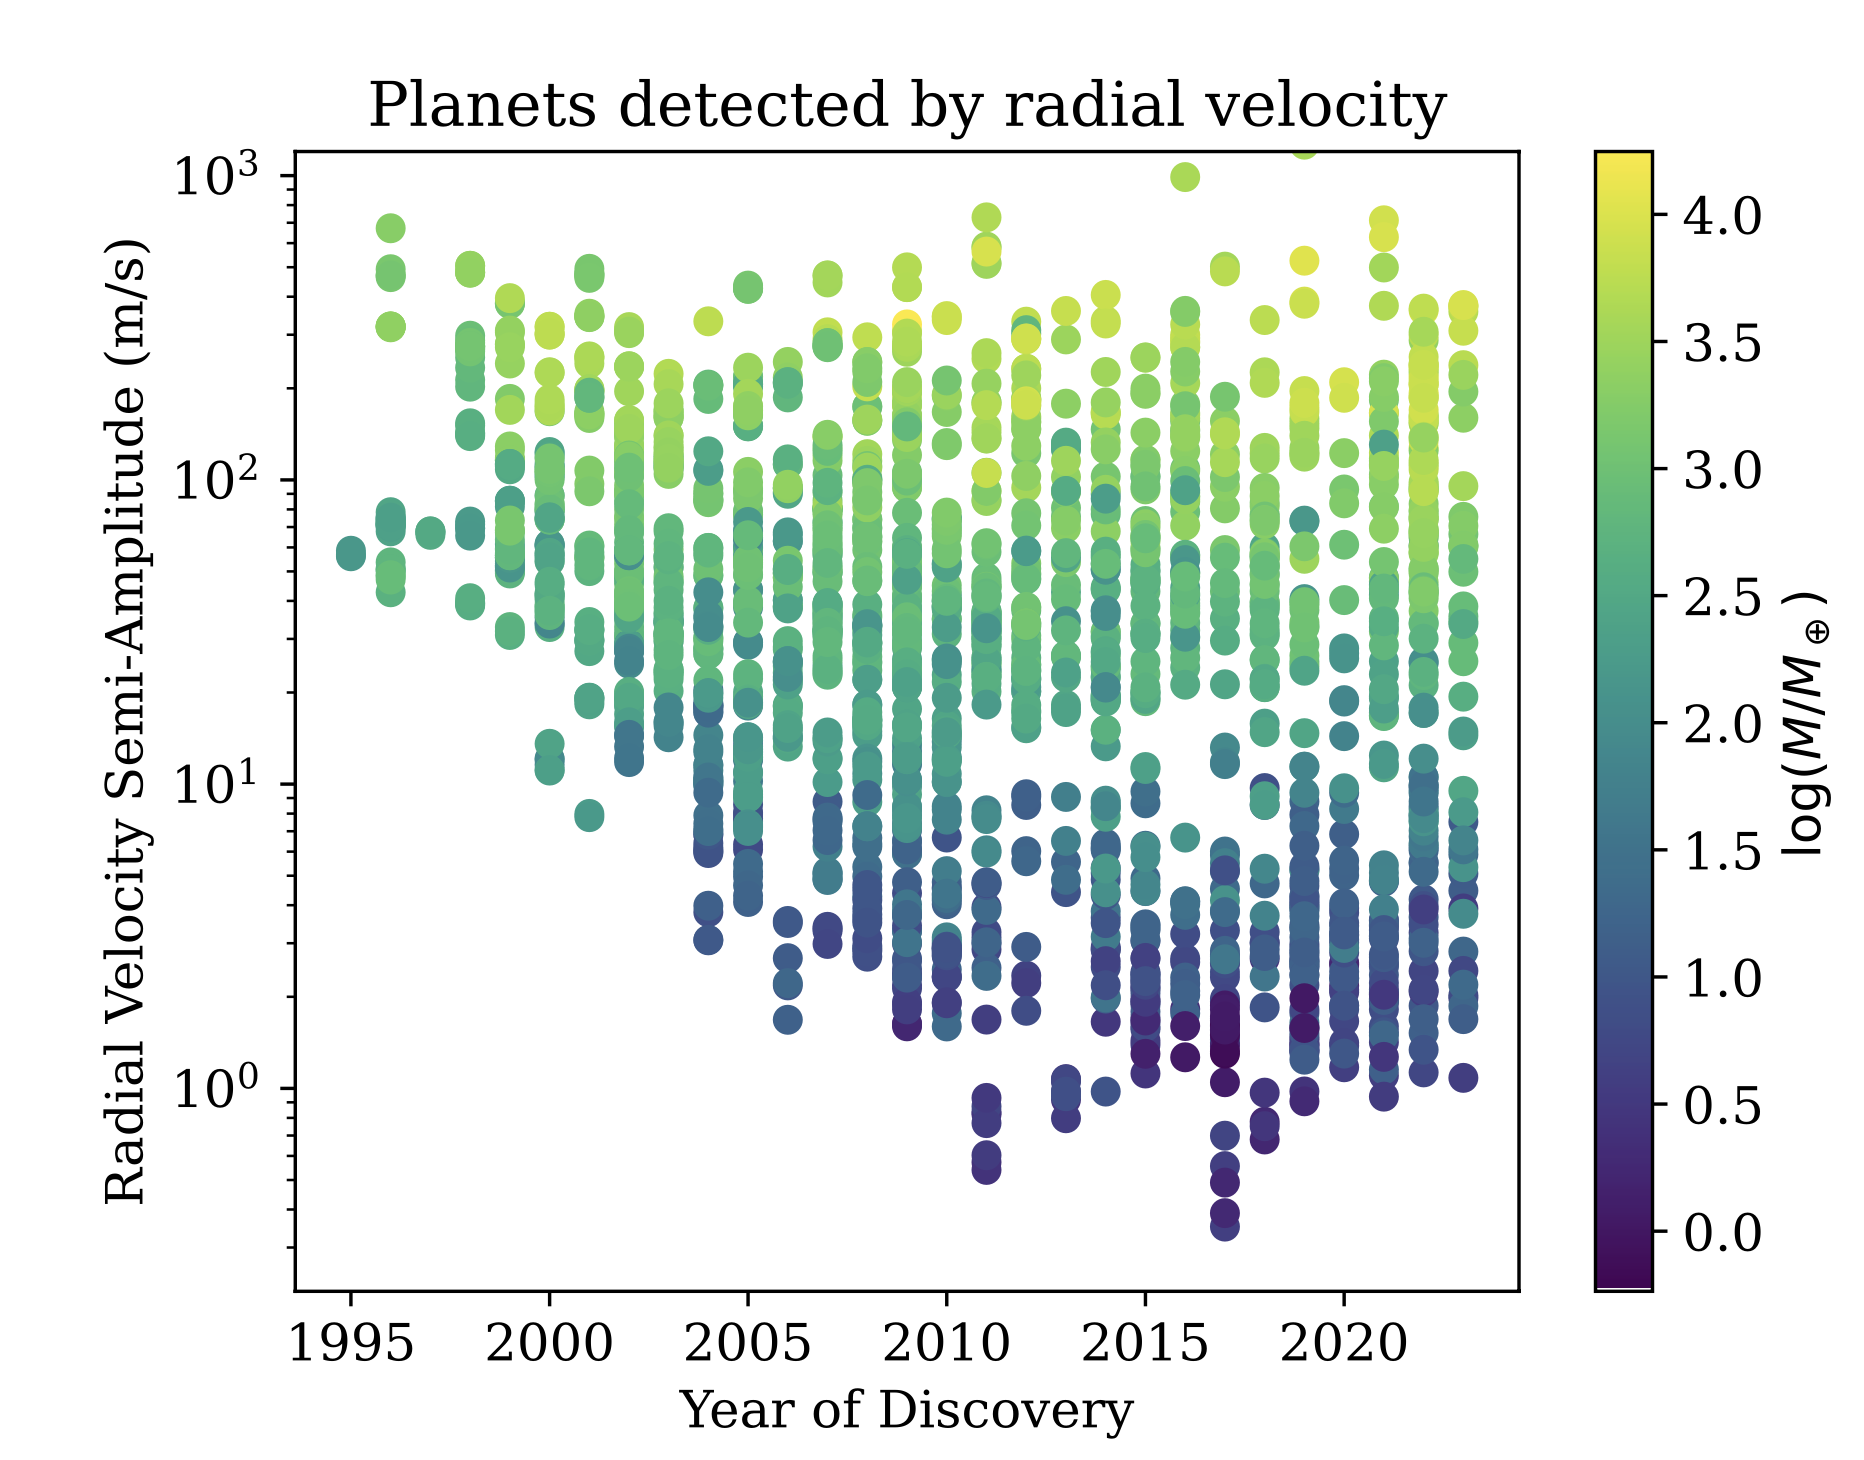 Planets detected by radial velocity
Radial Velocity Semi-Amplitude (m/s)
10³
10²
10¹
10⁰
1995 2000 2005 2010 2015 2020
Year of Discovery
4.0
3.5
3.0
2.5
2.0
1.5
1.0
0.5
0.0
log(M/M⊕)